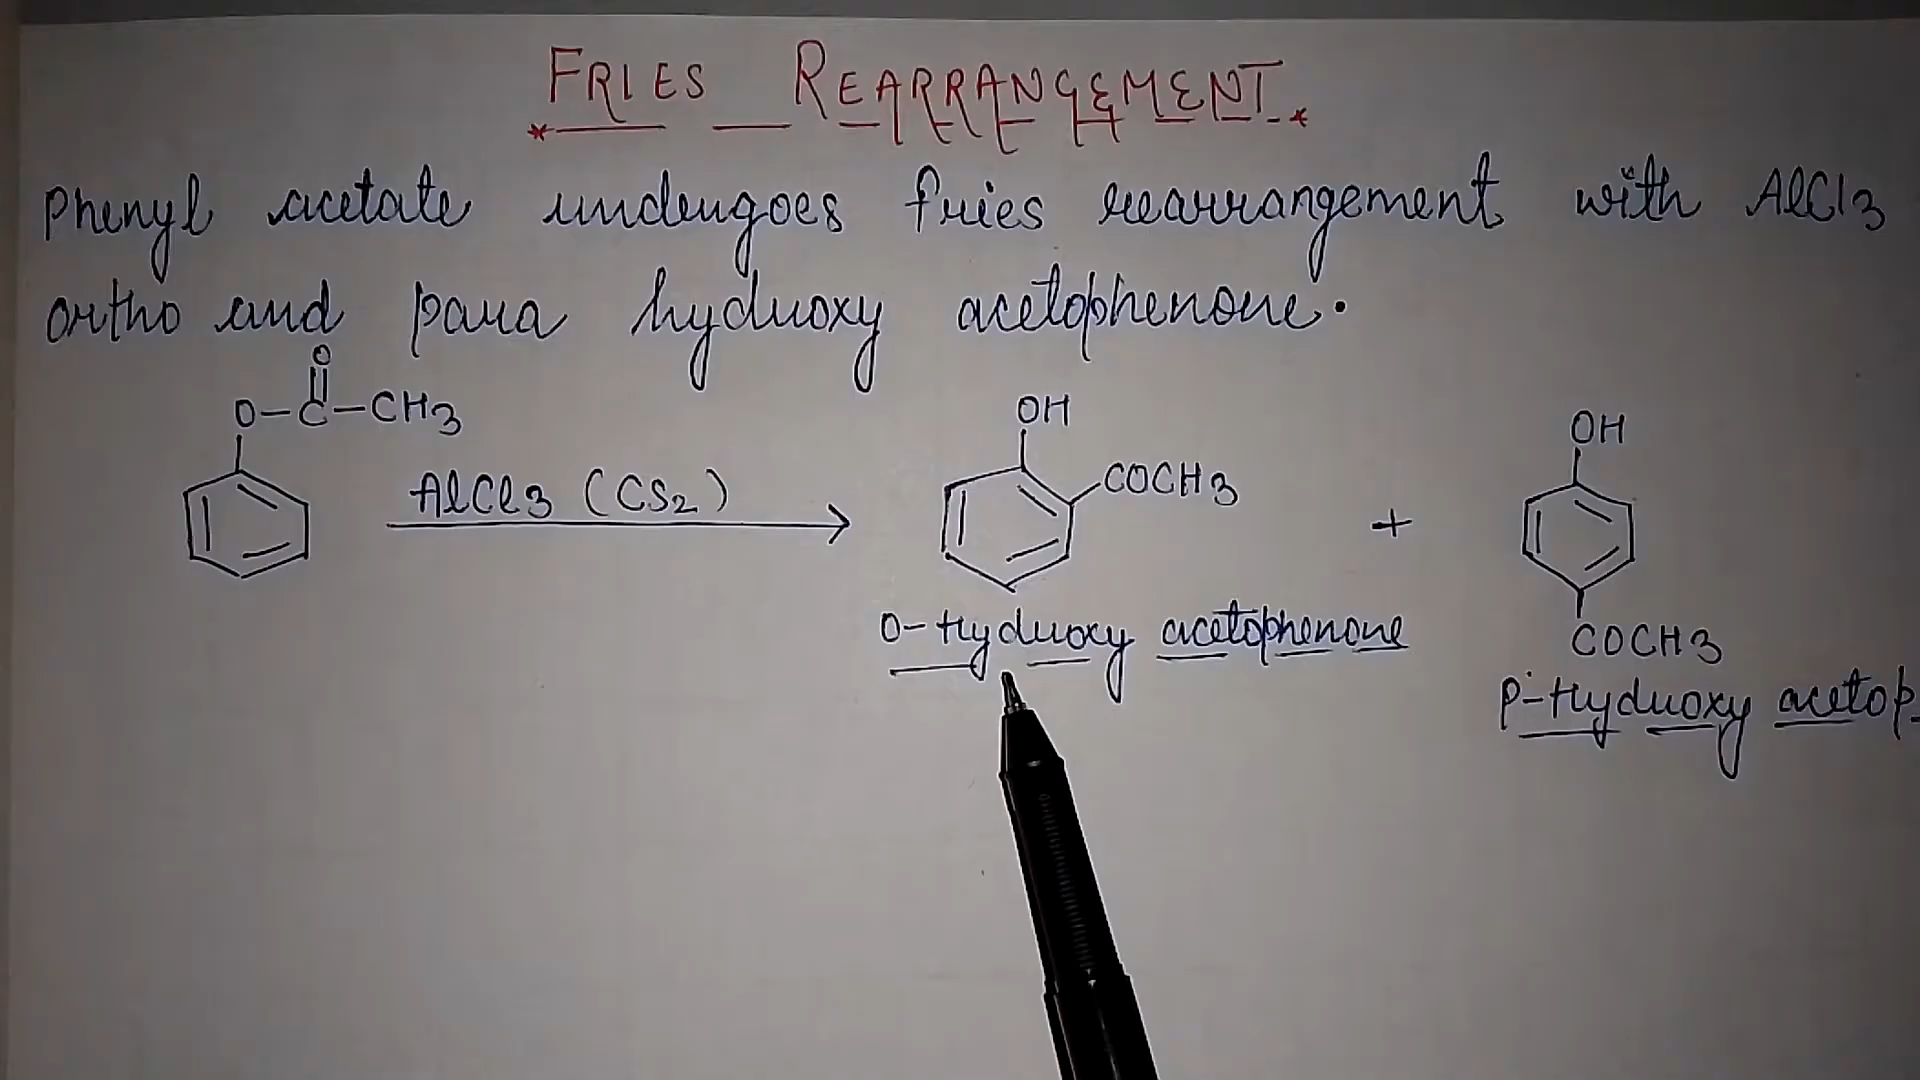 FRIES REARRANGEMENT
Phenyl acetate undergoes fries rearrangement with AlCl3
ortho and para hydroxy acetophenone.
O
O-C-CH3
OH
OH
AlCl3 (CS2)
COCH3
+
O-Hydroxy acetophenone
COCH3
P-Hydroxy acetop